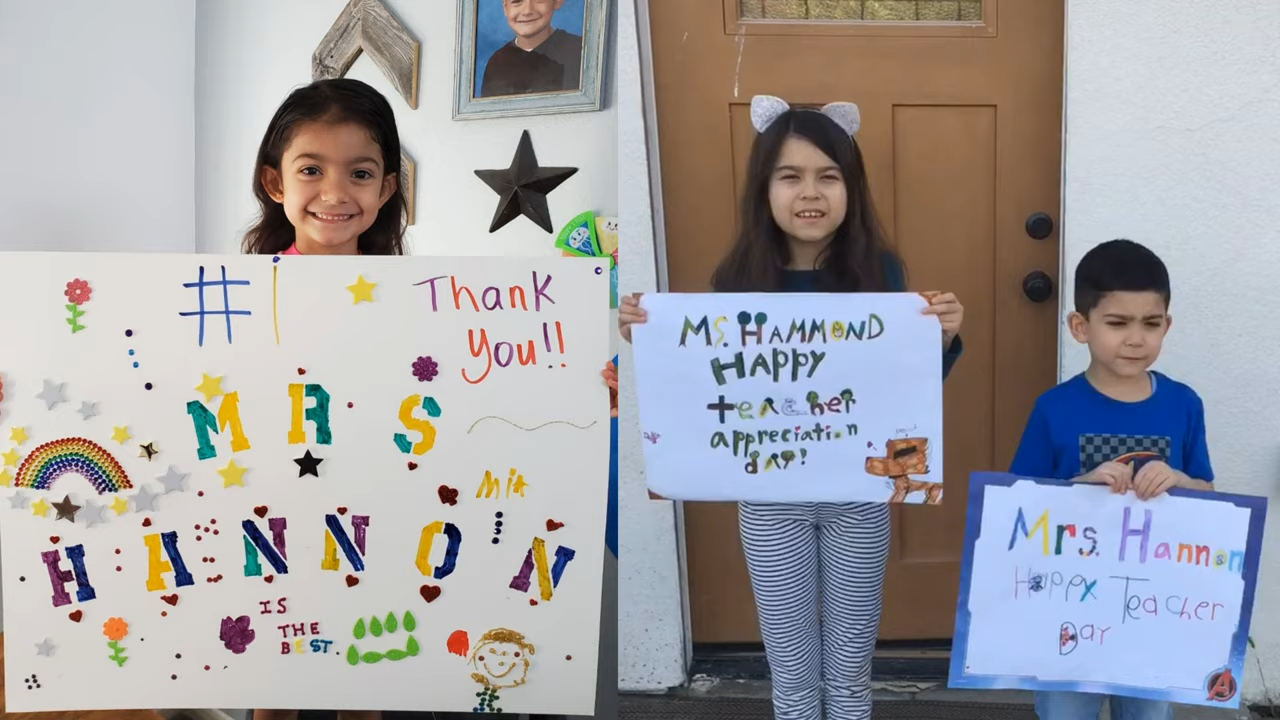 #1
Thank
You!!
MRS
Mia
HANNON
IS
THE
BEST.
MS. HAMMOND
HAPPY
teacher
appreciation
dAy!
Mrs. Hannon
Happy Teacher
Day